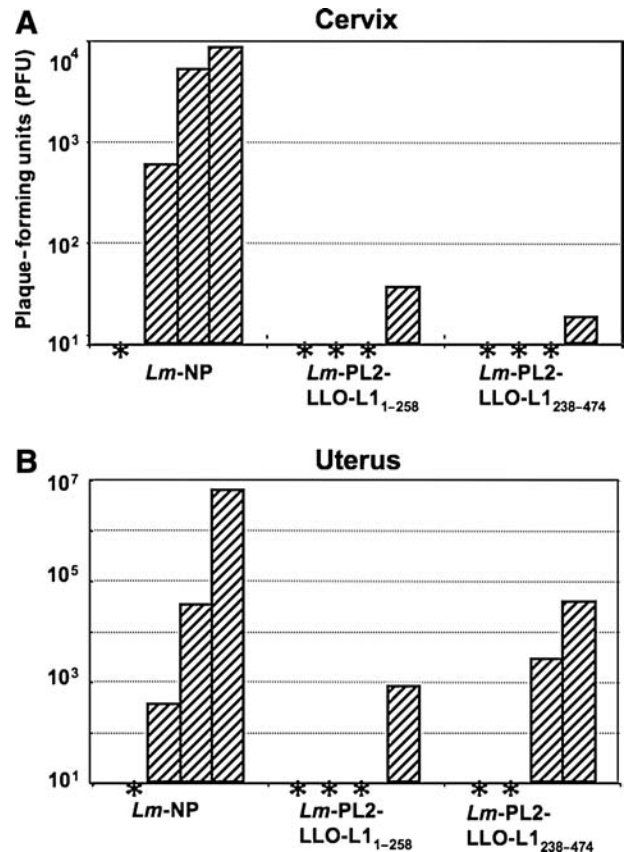 A
Cervix
Plaque-forming units (PFU)
10⁴
10³
10²
10¹
* * * * * * *
Lm-NP Lm-PL2- Lm-PL2-
LLO-L1₁₋₂₅₈ LLO-L1₂₃₈₋₄₇₄
B
Uterus
10⁷
10⁵
10³
10¹
* * * * * *
Lm-NP Lm-PL2- Lm-PL2-
LLO-L1₁₋₂₅₈ LLO-L1₂₃₈₋₄₇₄